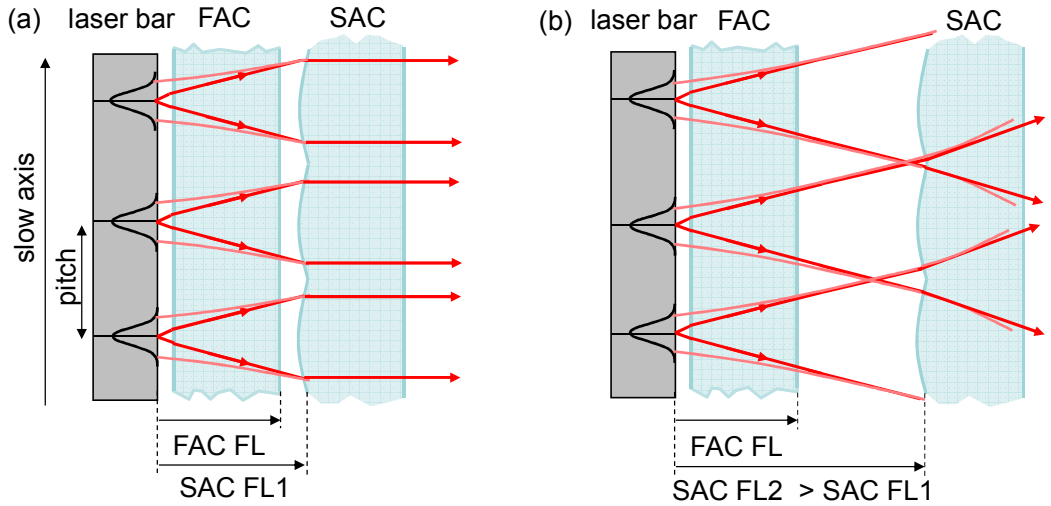 (a) laser bar FAC SAC
slow axis
pitch
FAC FL
SAC FL1
(b) laser bar FAC SAC
FAC FL
SAC FL2 > SAC FL1